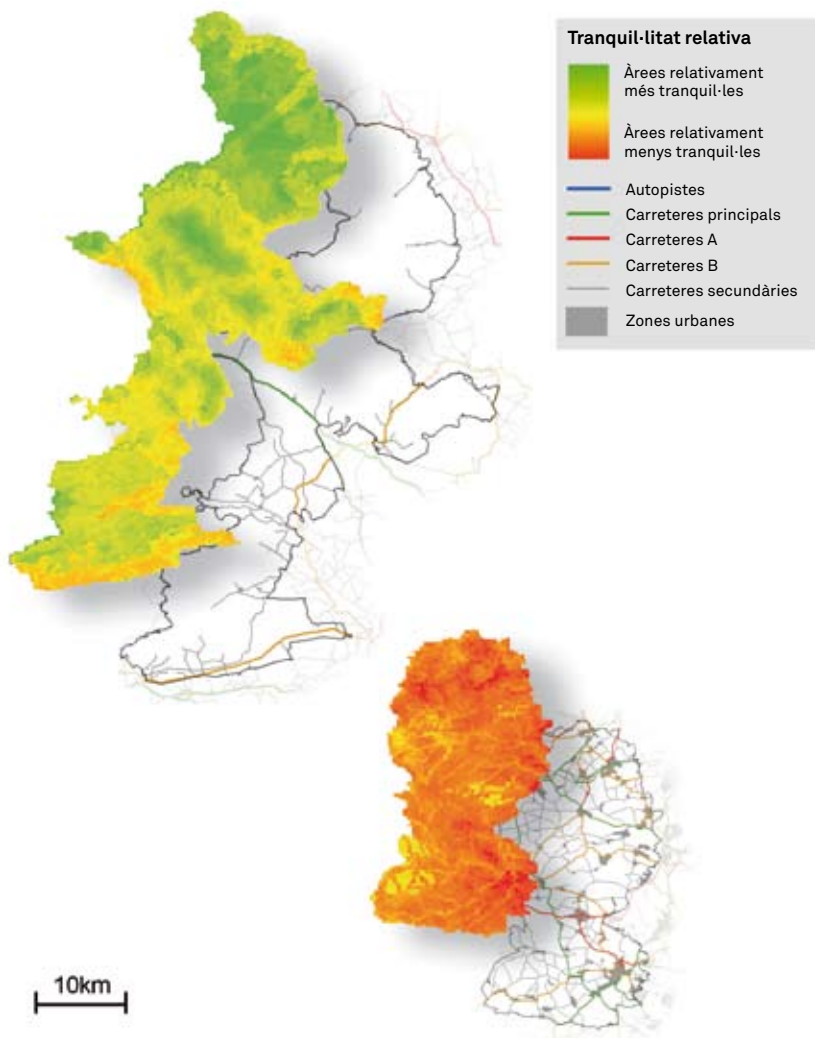 Tranquil·litat relativa
Àrees relativament
més tranquil·les
Àrees relativament
menys tranquil·les
Autopistes
Carreteres principals
Carreteres A
Carreteres B
Carreteres secundàries
Zones urbanes
10km